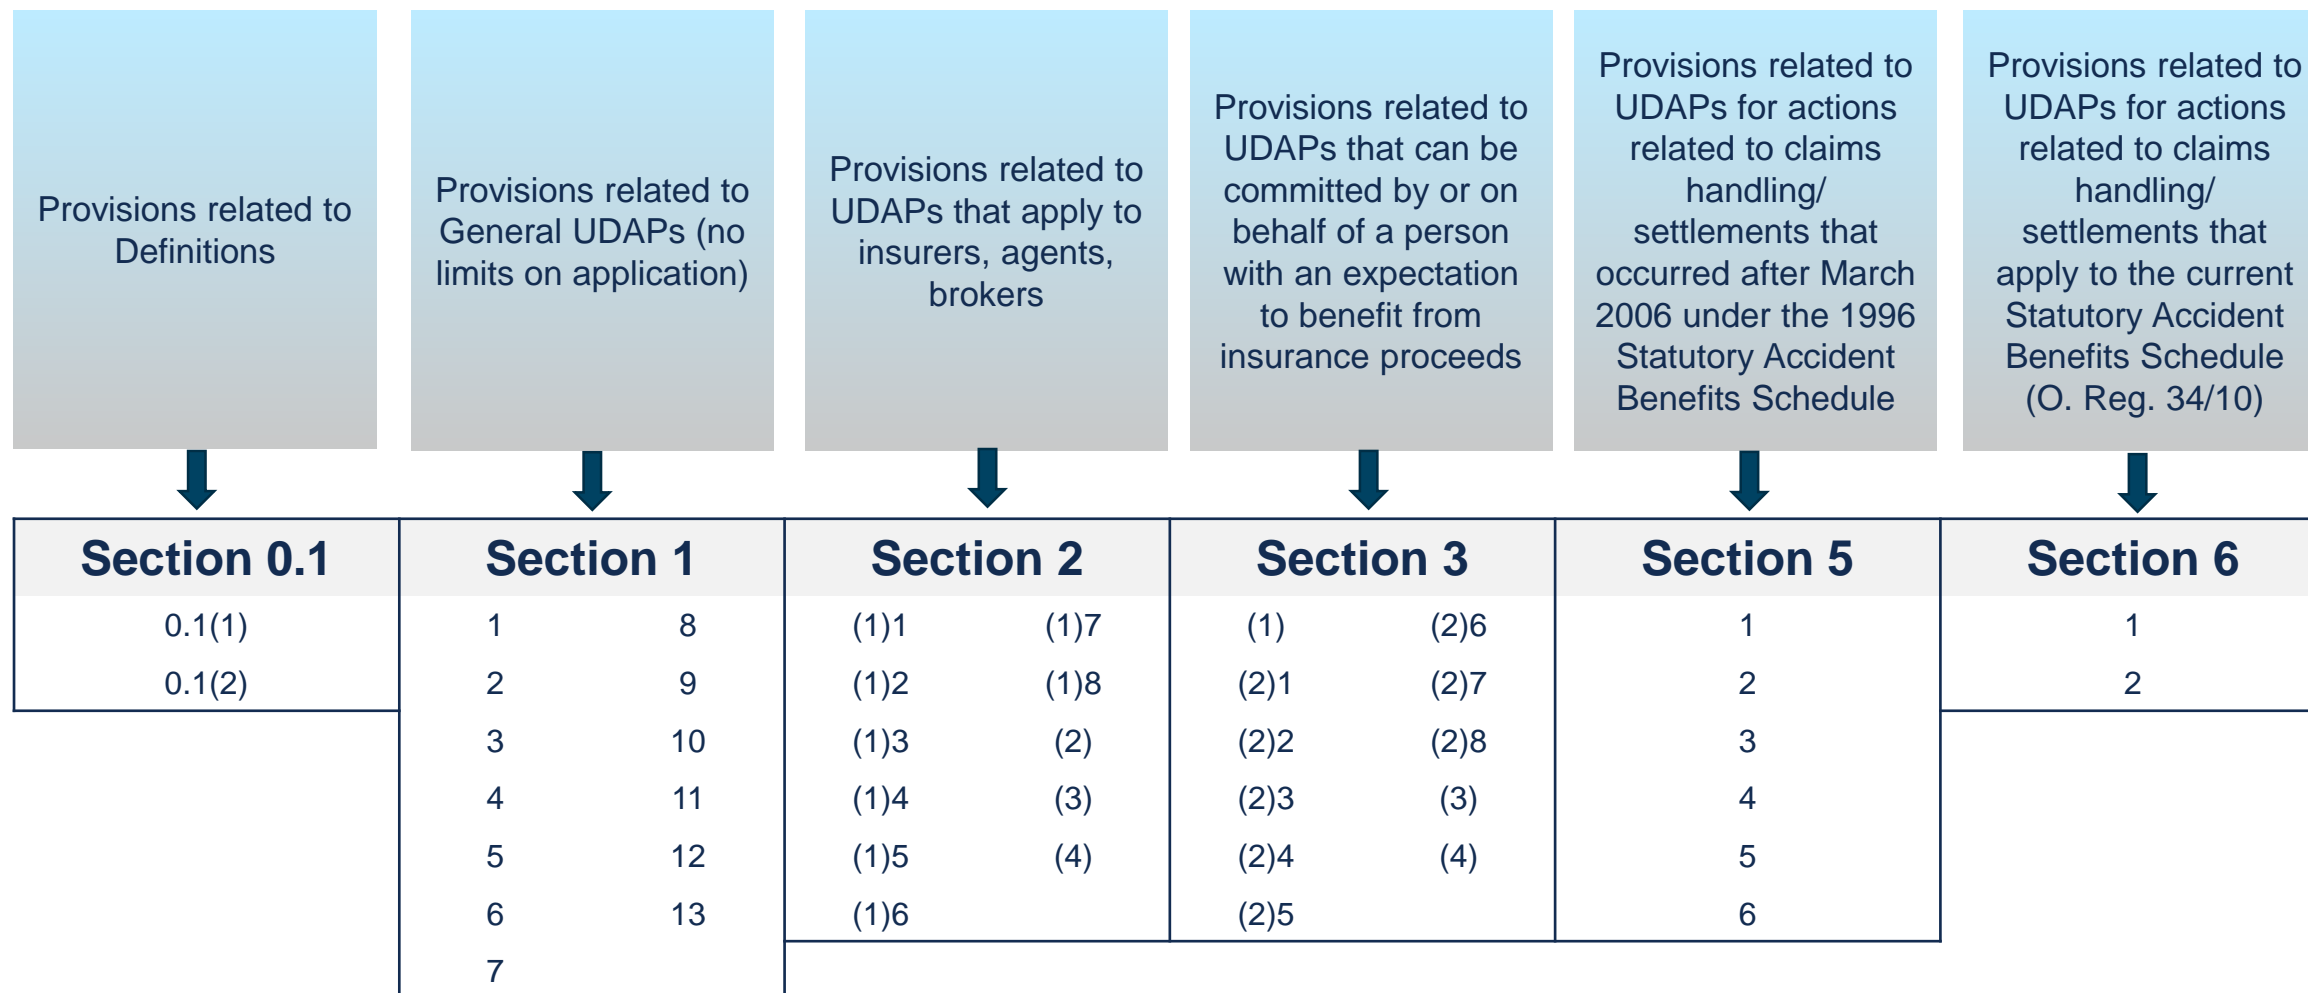 Provisions related to
Definitions
Provisions related to
General UDAPs (no
limits on application)
Provisions related to
UDAPs that apply to
insurers, agents,
brokers
Provisions related to
UDAPs that can be
committed by or on
behalf of a person
with an expectation
to benefit from
insurance proceeds
Provisions related to
UDAPs for actions
related to claims
handling/
settlements that
occurred after March
2006 under the 1996
Statutory Accident
Benefits Schedule
Provisions related to
UDAPs for actions
related to claims
handling/
settlements that
apply to the current
Statutory Accident
Benefits Schedule
(O. Reg. 34/10)
Section 0.1 Section 1 Section 2 Section 3 Section 5 Section 6
0.1(1) 1 8 (1)1 (1)7 (1) (2)6 1 1
0.1(2) 2 9 (1)2 (1)8 (2)1 (2)7 2 2
3 10 (1)3 (2) (2)2 (2)8 3
4 11 (1)4 (3) (2)3 (3) 4
5 12 (1)5 (4) (2)4 (4) 5
6 13 (1)6 (2)5 6
7